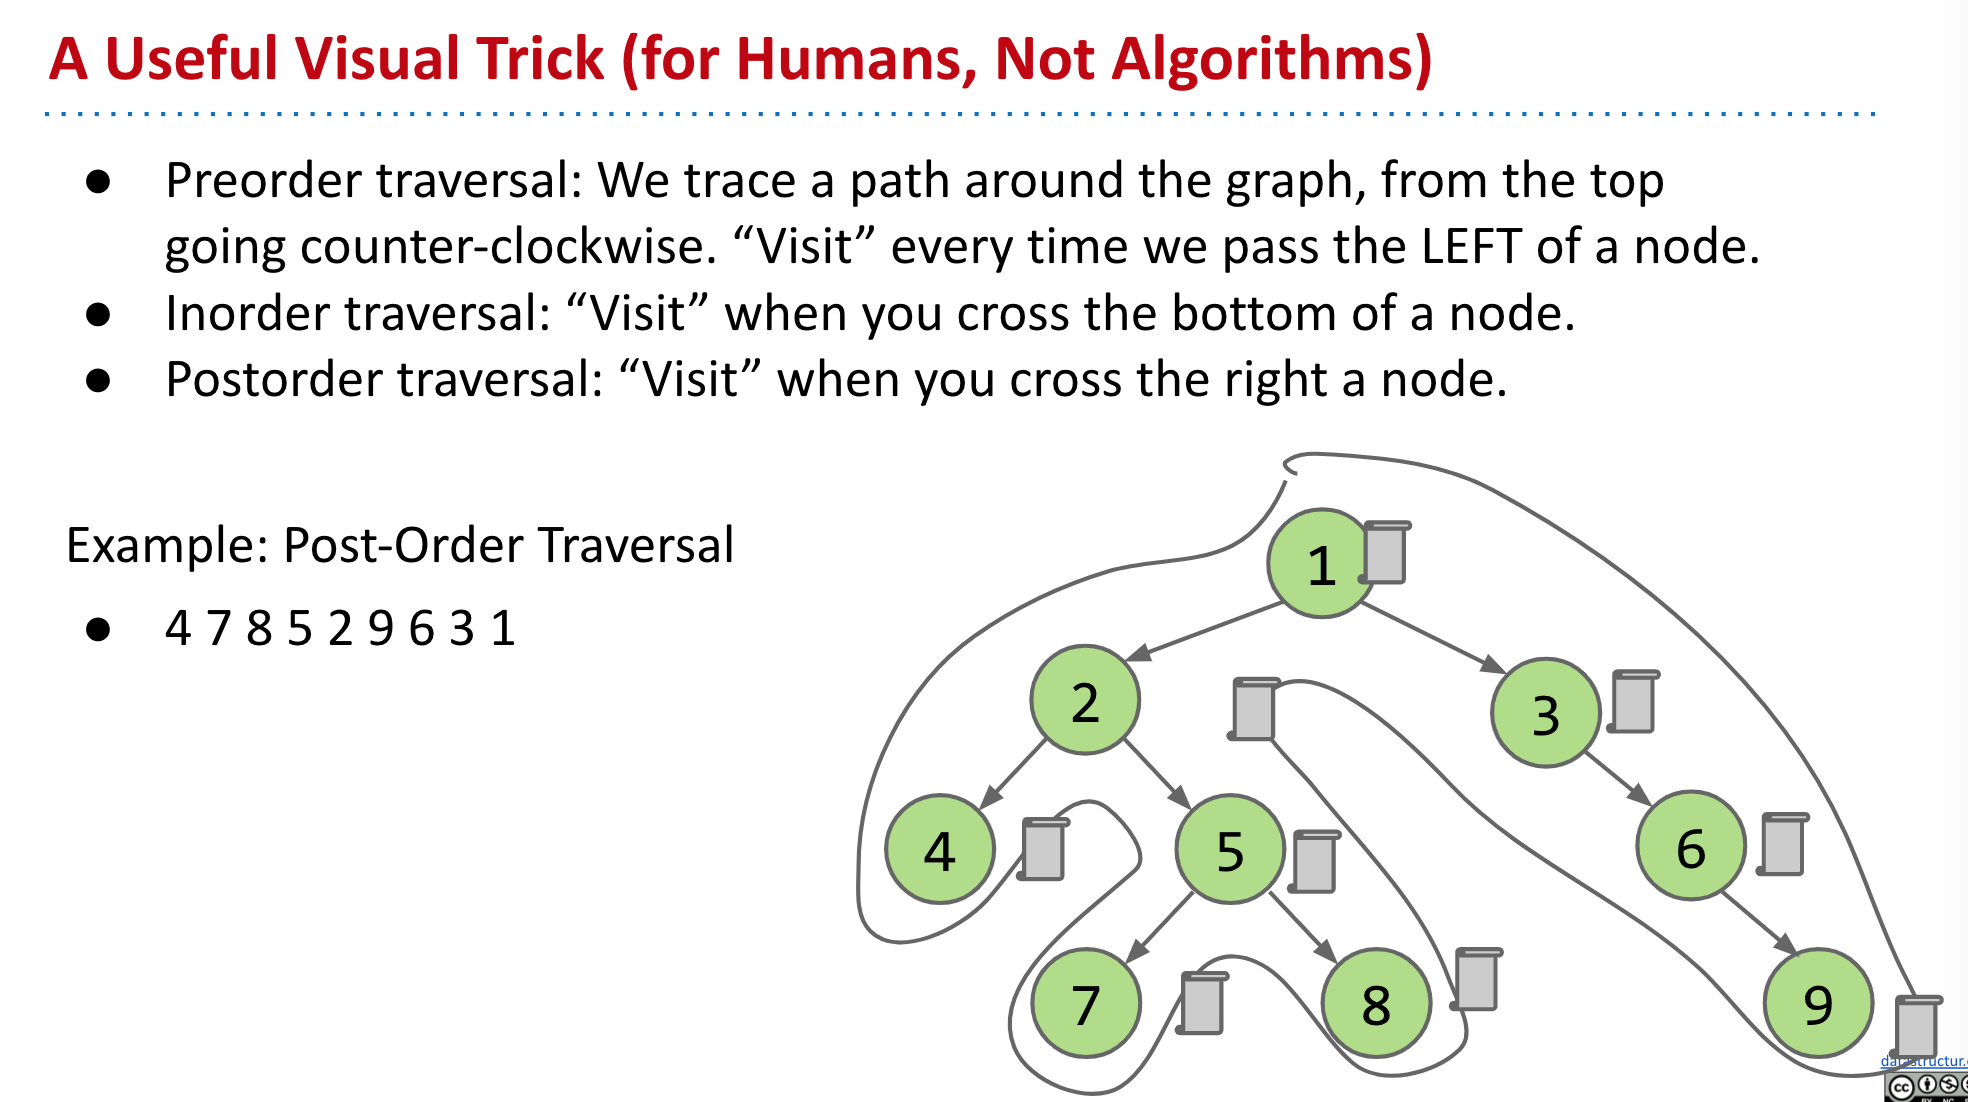 A Useful Visual Trick (for Humans, Not Algorithms)
● Preorder traversal: We trace a path around the graph, from the top
going counter-clockwise. “Visit” every time we pass the LEFT of a node.
● Inorder traversal: “Visit” when you cross the bottom of a node.
● Postorder traversal: “Visit” when you cross the right a node.
Example: Post-Order Traversal
● 4 7 8 5 2 9 6 3 1
1
2
3
4
5
6
7
8
9
cc